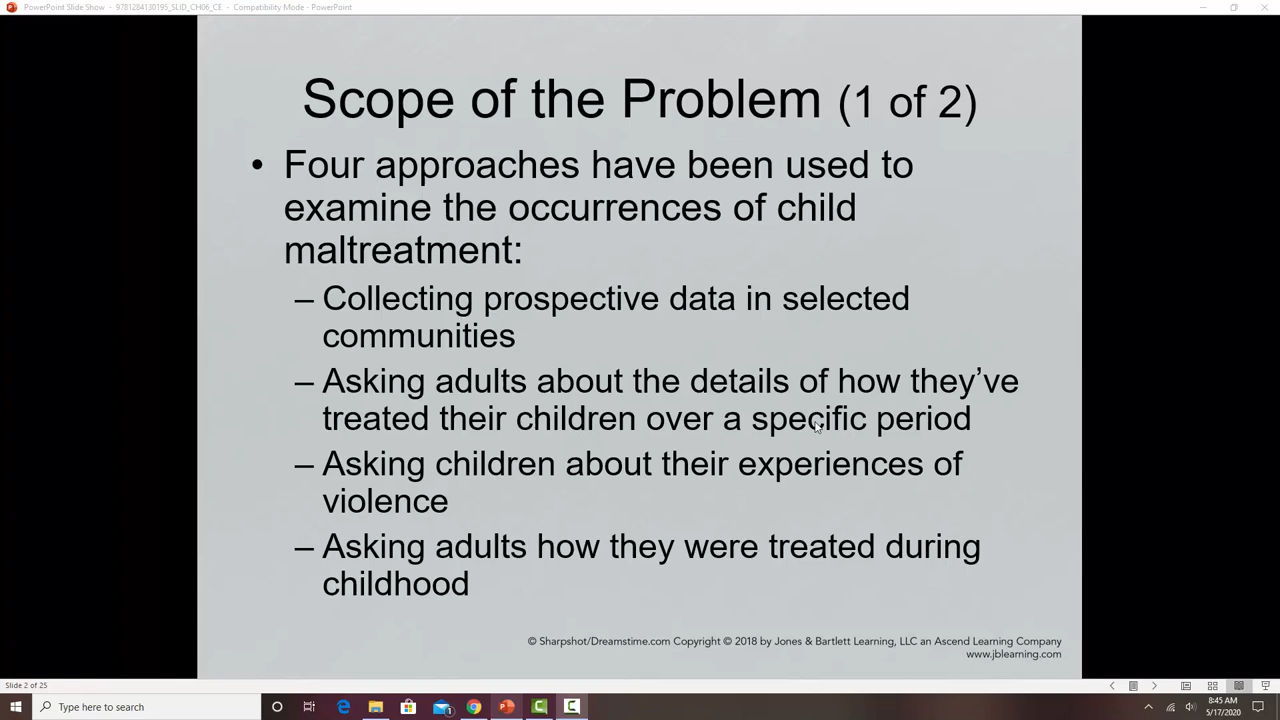 PowerPoint Slide Show - 9781284130195_SLID_CH06_CE - Compatibility Mode - PowerPoint
Scope of the Problem (1 of 2)
• Four approaches have been used to
examine the occurrences of child
maltreatment:
– Collecting prospective data in selected
communities
– Asking adults about the details of how they’ve
treated their children over a specific period
– Asking children about their experiences of
violence
– Asking adults how they were treated during
childhood
© Sharpshot/Dreamstime.com Copyright © 2018 by Jones & Bartlett Learning, LLC an Ascend Learning Company
www.jblearning.com
Slide 2 of 25
Type here to search
8:45 AM
5/17/2020